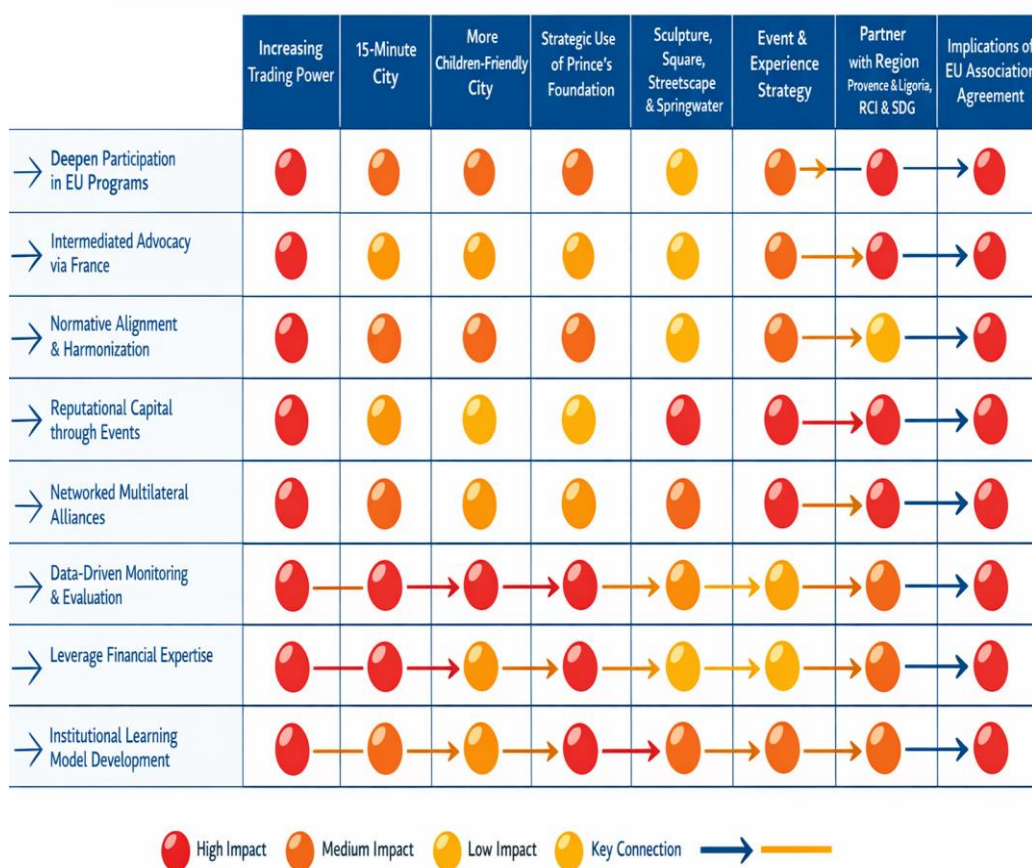 Increasing
Trading Power
15-Minute
City
More
Children-Friendly
City
Strategic Use
of Prince's
Foundation
Sculpture,
Square,
Streetscape
& Springwater
Event &
Experience
Strategy
Partner
with Region
Provence & Ligoria,
RCI & SDG
Implications of
EU Association
Agreement
Deepen Participation
in EU Programs
Intermediated Advocacy
via France
Normative Alignment
& Harmonization
Reputational Capital
through Events
Networked Multilateral
Alliances
Data-Driven Monitoring
& Evaluation
Leverage Financial Expertise
Institutional Learning
Model Development
High Impact
Medium Impact
Low Impact
Key Connection